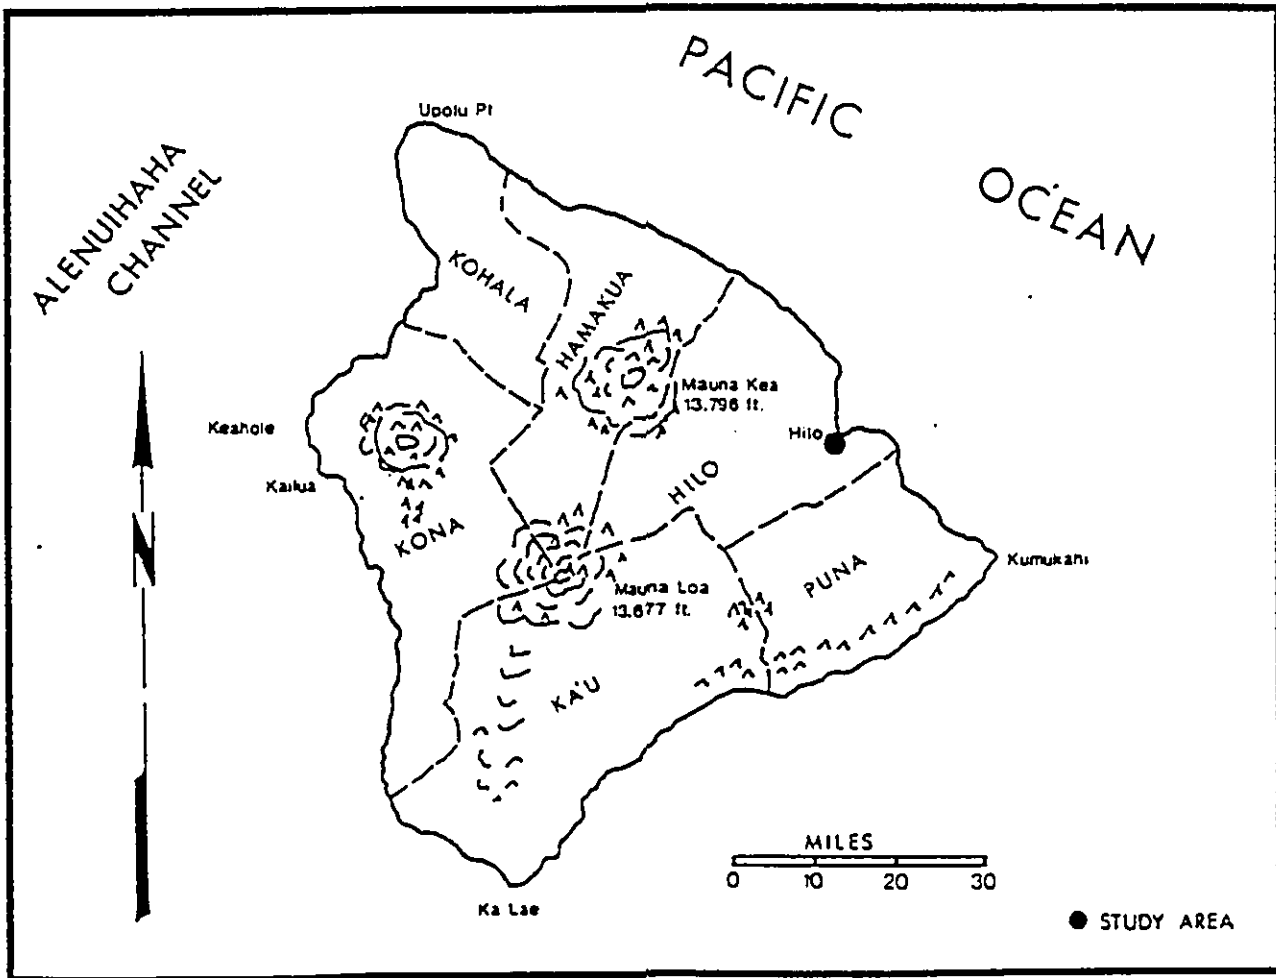 PACIFIC
OCEAN
Upolu Pt
ALENUIHAHA
CHANNEL
KOHALA
HAMAKUA
Mauna Kea
13.796 ft.
Keahole
Hilo
Kailua
HILO
KONA
N
Kumukahi
PUNA
Mauna Loa
13.677 ft.
KA'U
MILES
0 10 20 30
Ka Lae
STUDY AREA